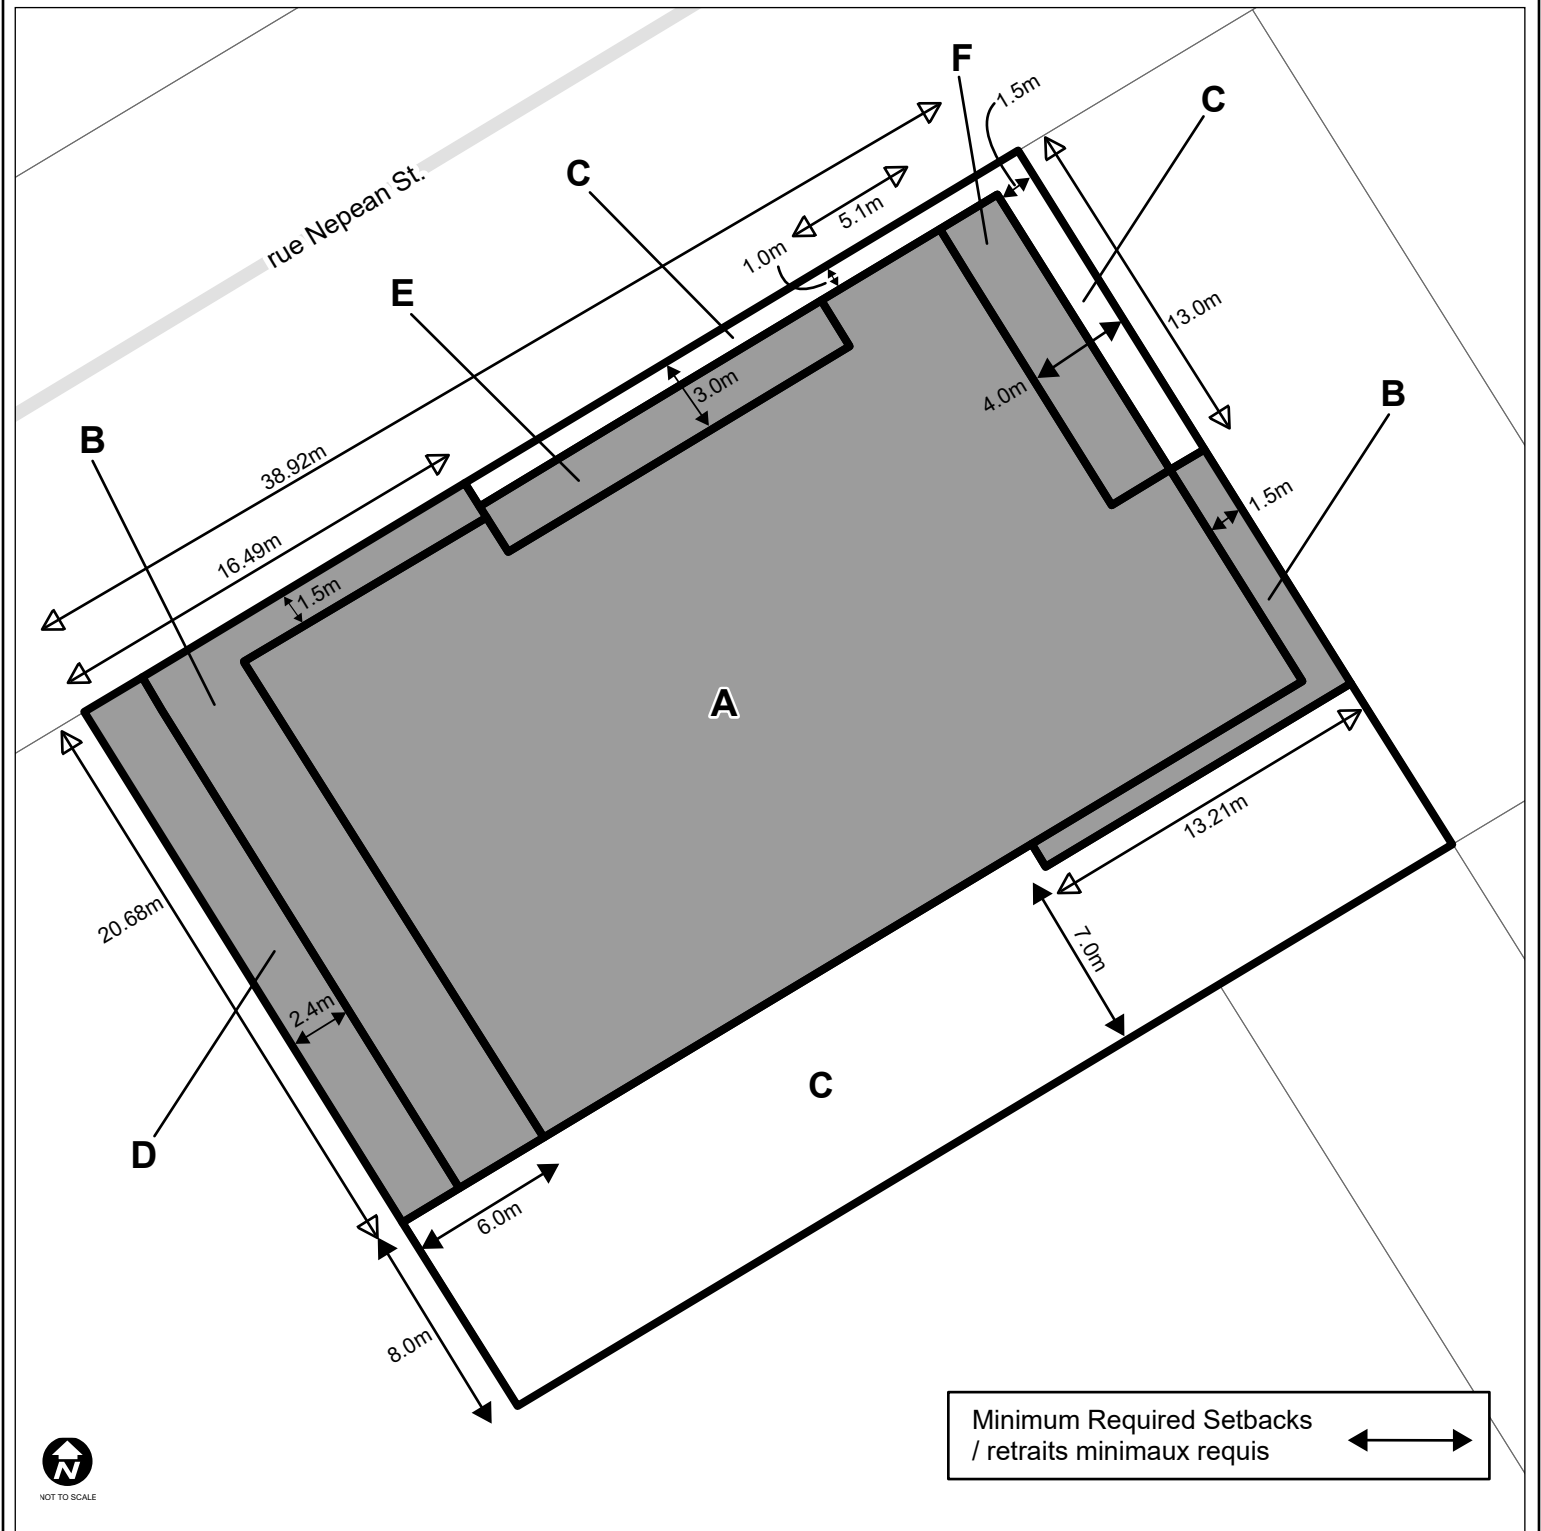 F
1.5m
C
rue Nepean St.
C
5.1m
1.0m
E
13.0m
3.0m
4.0m
B
B
38.92m
16.49m
1.5m
1.5m
A
13.21m
20.68m
7.0m
2.4m
C
D
6.0m
8.0m
Minimum Required Setbacks
/ retraits minimaux requis
N
NOT TO SCALE